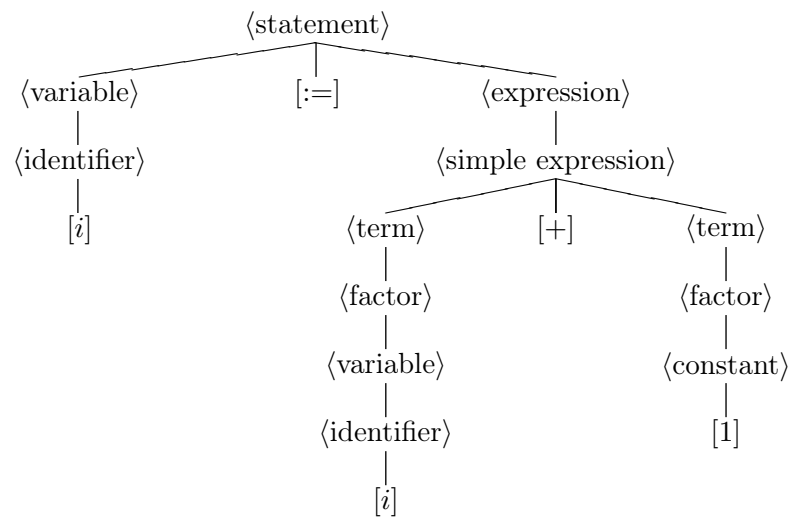 ⟨statement⟩
⟨variable⟩ [:=] ⟨expression⟩
⟨identifier⟩ ⟨simple expression⟩
[i] ⟨term⟩ [+] ⟨term⟩
⟨factor⟩ ⟨factor⟩
⟨variable⟩ ⟨constant⟩
⟨identifier⟩ [1]
[i]